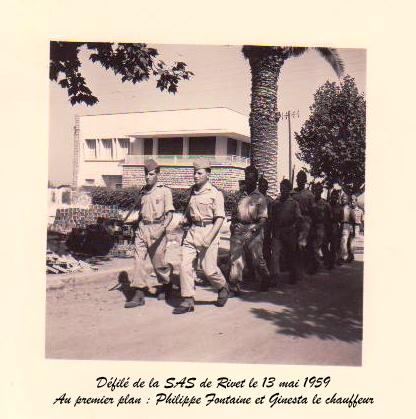 Défilé de la SAS de Rivet le 13 mai 1959
Au premier plan : Philippe Fontaine et Ginesta le chauffeur